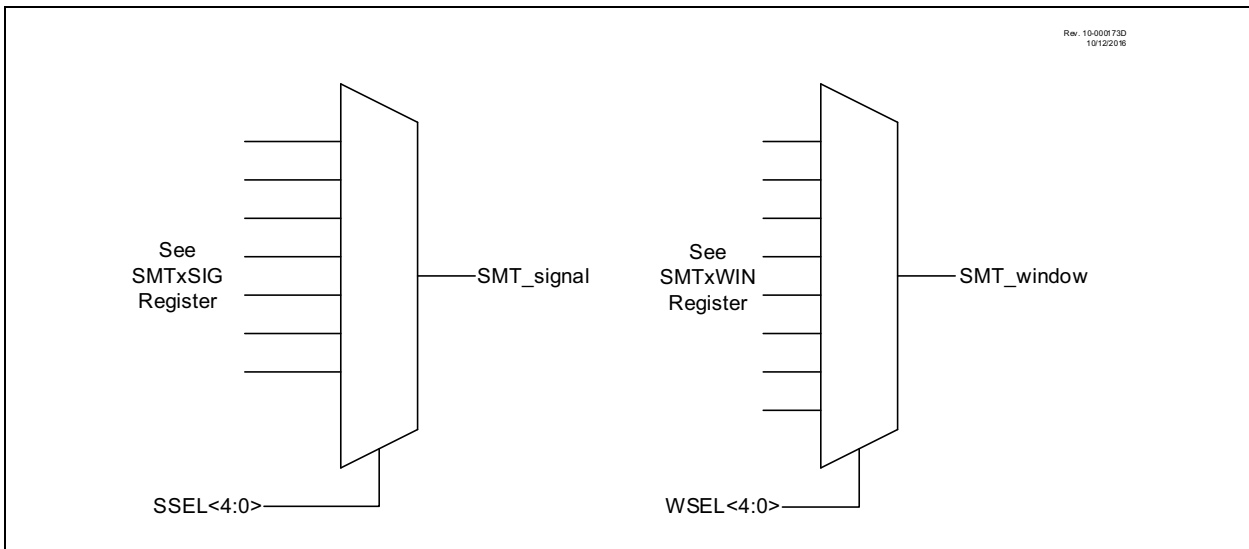 Rev. 10-000173D
10/12/2016
See
SMTxSIG
Register
SMT_signal
SSEL<4:0>
See
SMTxWIN
Register
SMT_window
WSEL<4:0>